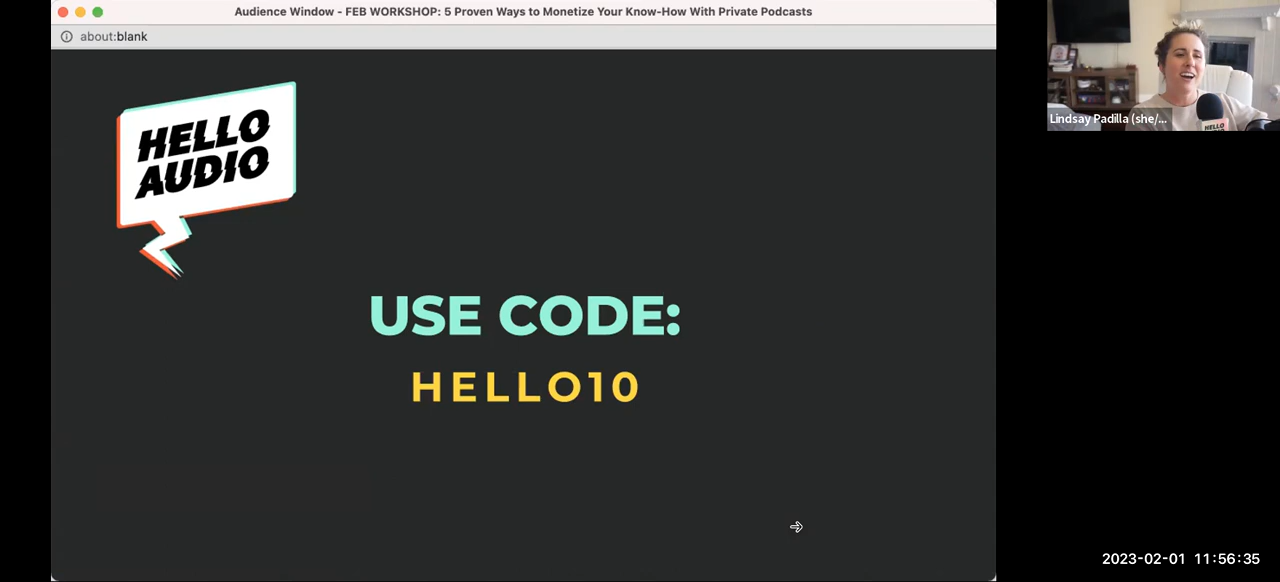 Audience Window - FEB WORKSHOP: 5 Proven Ways to Monetize Your Know-How With Private Podcasts
about:blank
HELLO
AUDIO
USE CODE:
HELLO10
Lindsay Padilla (she/...
HELLO
2023-02-01 11:56:35